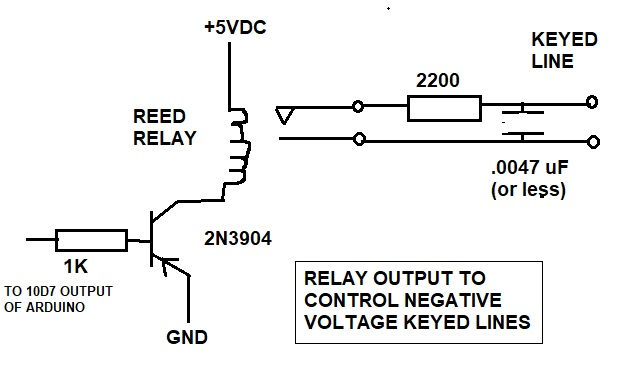 +5VDC
KEYED
LINE
2200
REED
RELAY
.0047 uF
(or less)
2N3904
1K
TO 10D7 OUTPUT
OF ARDUINO
GND
RELAY OUTPUT TO
CONTROL NEGATIVE
VOLTAGE KEYED LINES